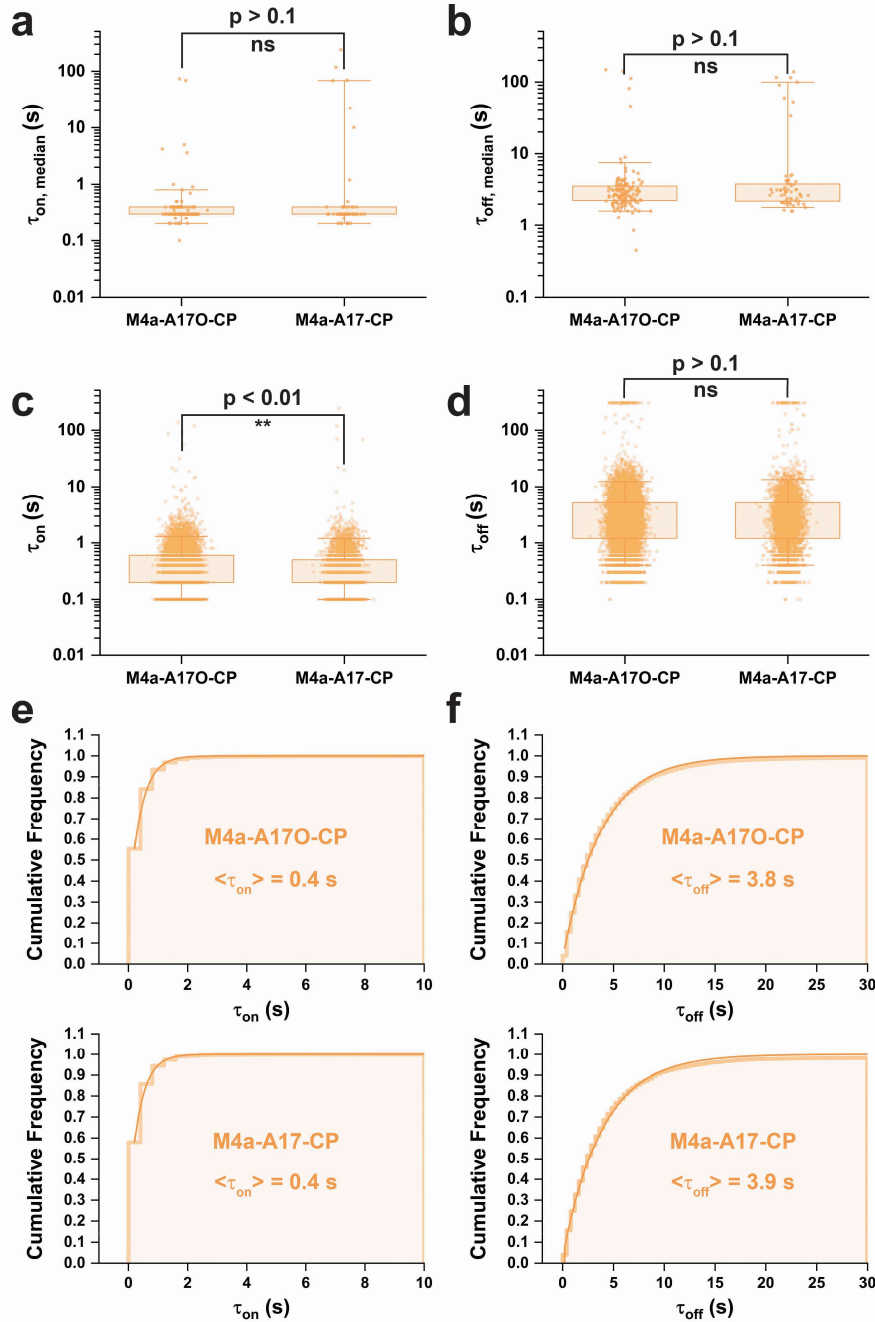 a
p > 0.1
ns
τon, median (s)
100
10
1
0.1
0.01
M4a-A17O-CP
M4a-A17-CP
b
p > 0.1
ns
τoff, median (s)
100
10
1
0.1
M4a-A17O-CP
M4a-A17-CP
c
p < 0.01
**
τon (s)
100
10
1
0.1
0.01
M4a-A17O-CP
M4a-A17-CP
d
p > 0.1
ns
τoff (s)
100
10
1
0.1
0.01
M4a-A17O-CP
M4a-A17-CP
e
Cumulative Frequency
1.1
1.0
0.9
0.8
0.7
0.6
0.5
0.4
0.3
0.2
0.1
0.0
M4a-A17O-CP
<τon> = 0.4 s
0 2 4 6 8 10
τon (s)
f
Cumulative Frequency
1.1
1.0
0.9
0.8
0.7
0.6
0.5
0.4
0.3
0.2
0.1
0.0
M4a-A17O-CP
<τoff> = 3.8 s
0 5 10 15 20 25 30
τoff (s)
Cumulative Frequency
1.1
1.0
0.9
0.8
0.7
0.6
0.5
0.4
0.3
0.2
0.1
0.0
M4a-A17-CP
<τon> = 0.4 s
0 2 4 6 8 10
τon (s)
Cumulative Frequency
1.1
1.0
0.9
0.8
0.7
0.6
0.5
0.4
0.3
0.2
0.1
0.0
M4a-A17-CP
<τoff> = 3.9 s
0 5 10 15 20 25 30
τoff (s)